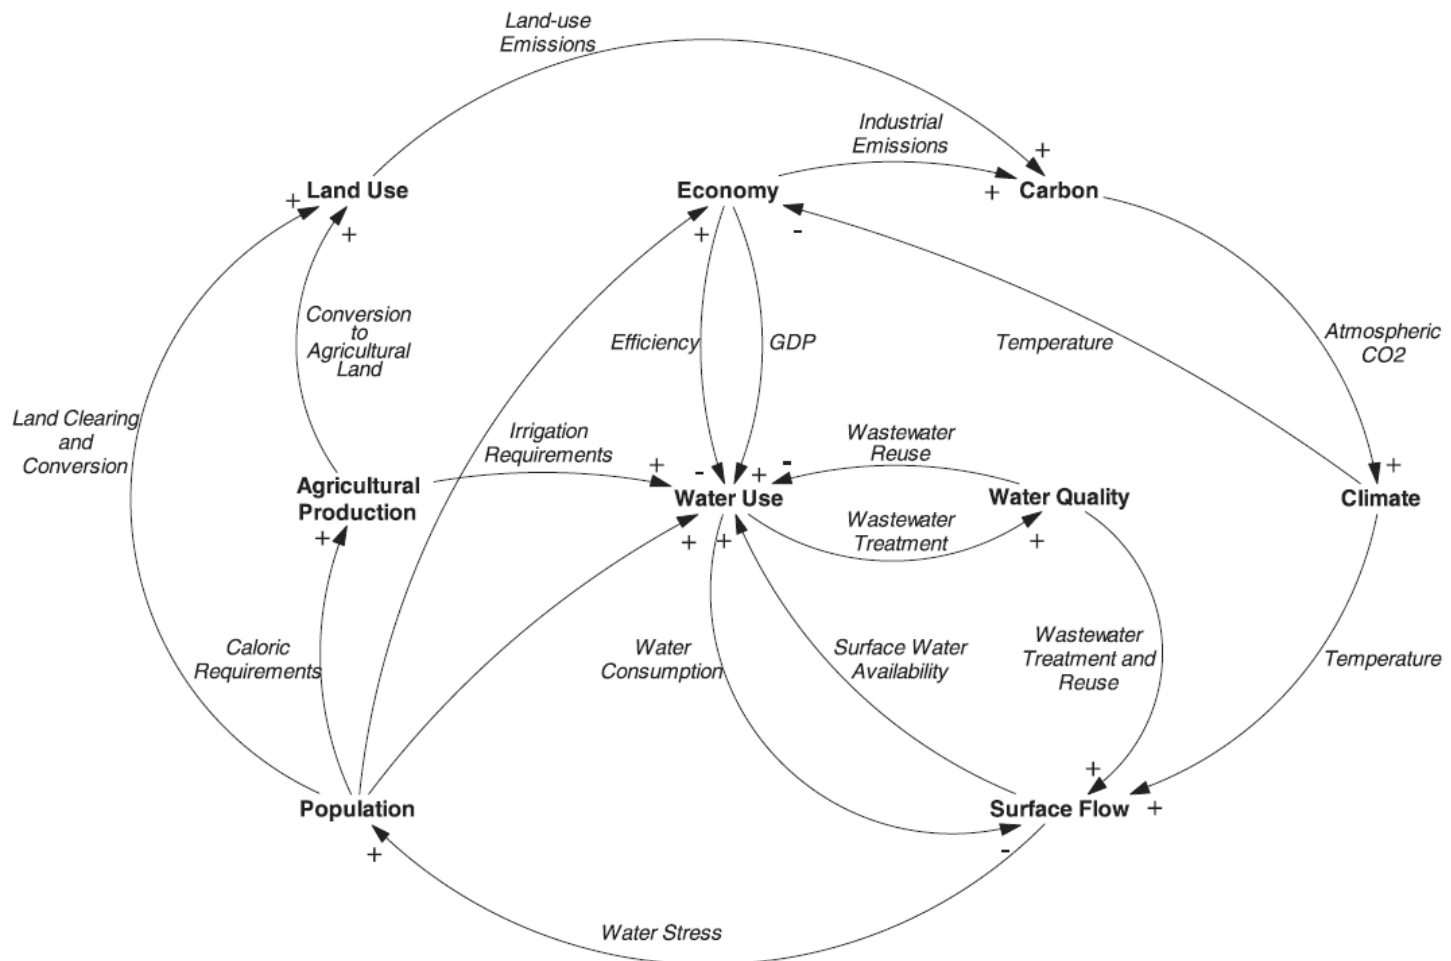 Land-use
Emissions
Industrial
Emissions
+
+
Land Use
+
Economy
+
Carbon
+
+
-
Conversion
to
Agricultural
Land
Efficiency
GDP
Temperature
Atmospheric
CO2
Land Clearing
and
Conversion
Irrigation
Requirements
Wastewater
Reuse
+
-
+
-
+
Agricultural
Production
Water Use
Water Quality
Climate
+
+
+
Wastewater
Treatment
+
Caloric
Requirements
Water
Consumption
Surface Water
Availability
Wastewater
Treatment and
Reuse
Temperature
+
Population
Surface Flow
+
+
-
Water Stress